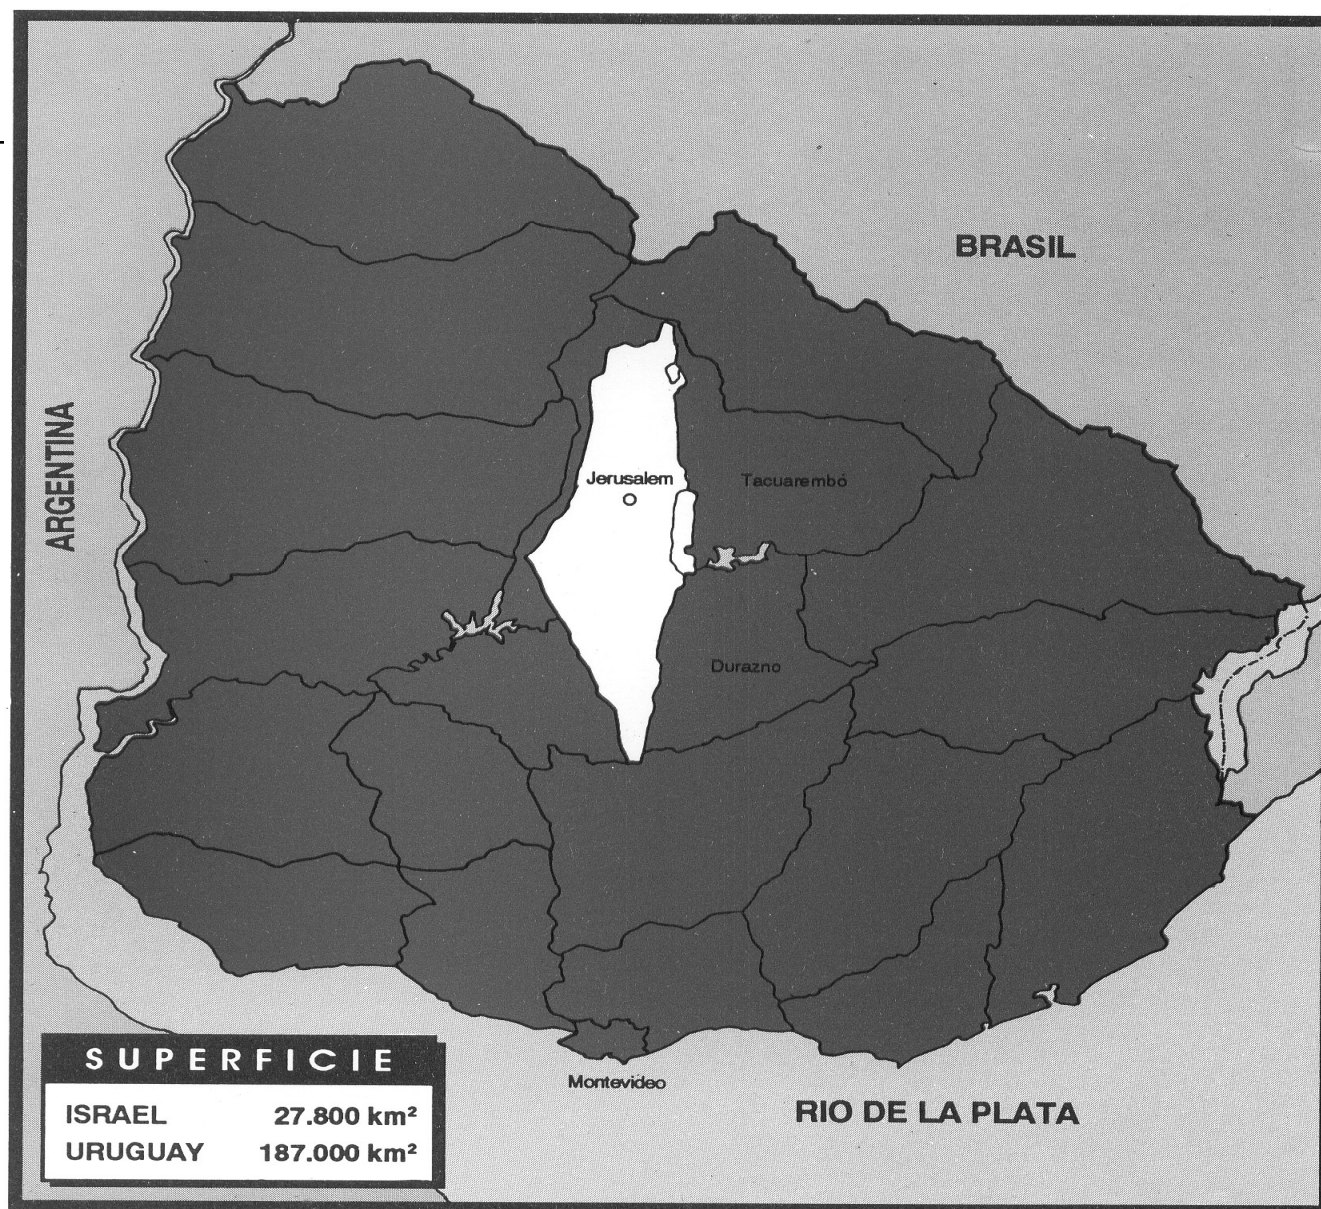 BRASIL
ARGENTINA
Jerusalem
Tacuarembó
Durazno
Montevideo
RIO DE LA PLATA
SUPERFICIE
ISRAEL 27.800 km²
URUGUAY 187.000 km²